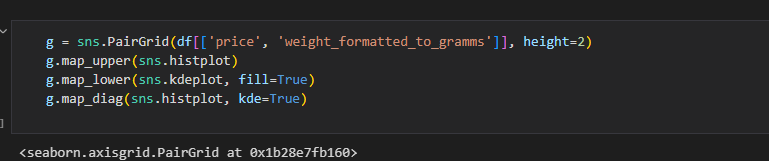 g = sns.PairGrid(df[['price', 'weight_formatted_to_gramms']], height=2)
g.map_upper(sns.histplot)
g.map_lower(sns.kdeplot, fill=True)
g.map_diag(sns.histplot, kde=True)
]
<seaborn.axisgrid.PairGrid at 0x1b28e7fb160>